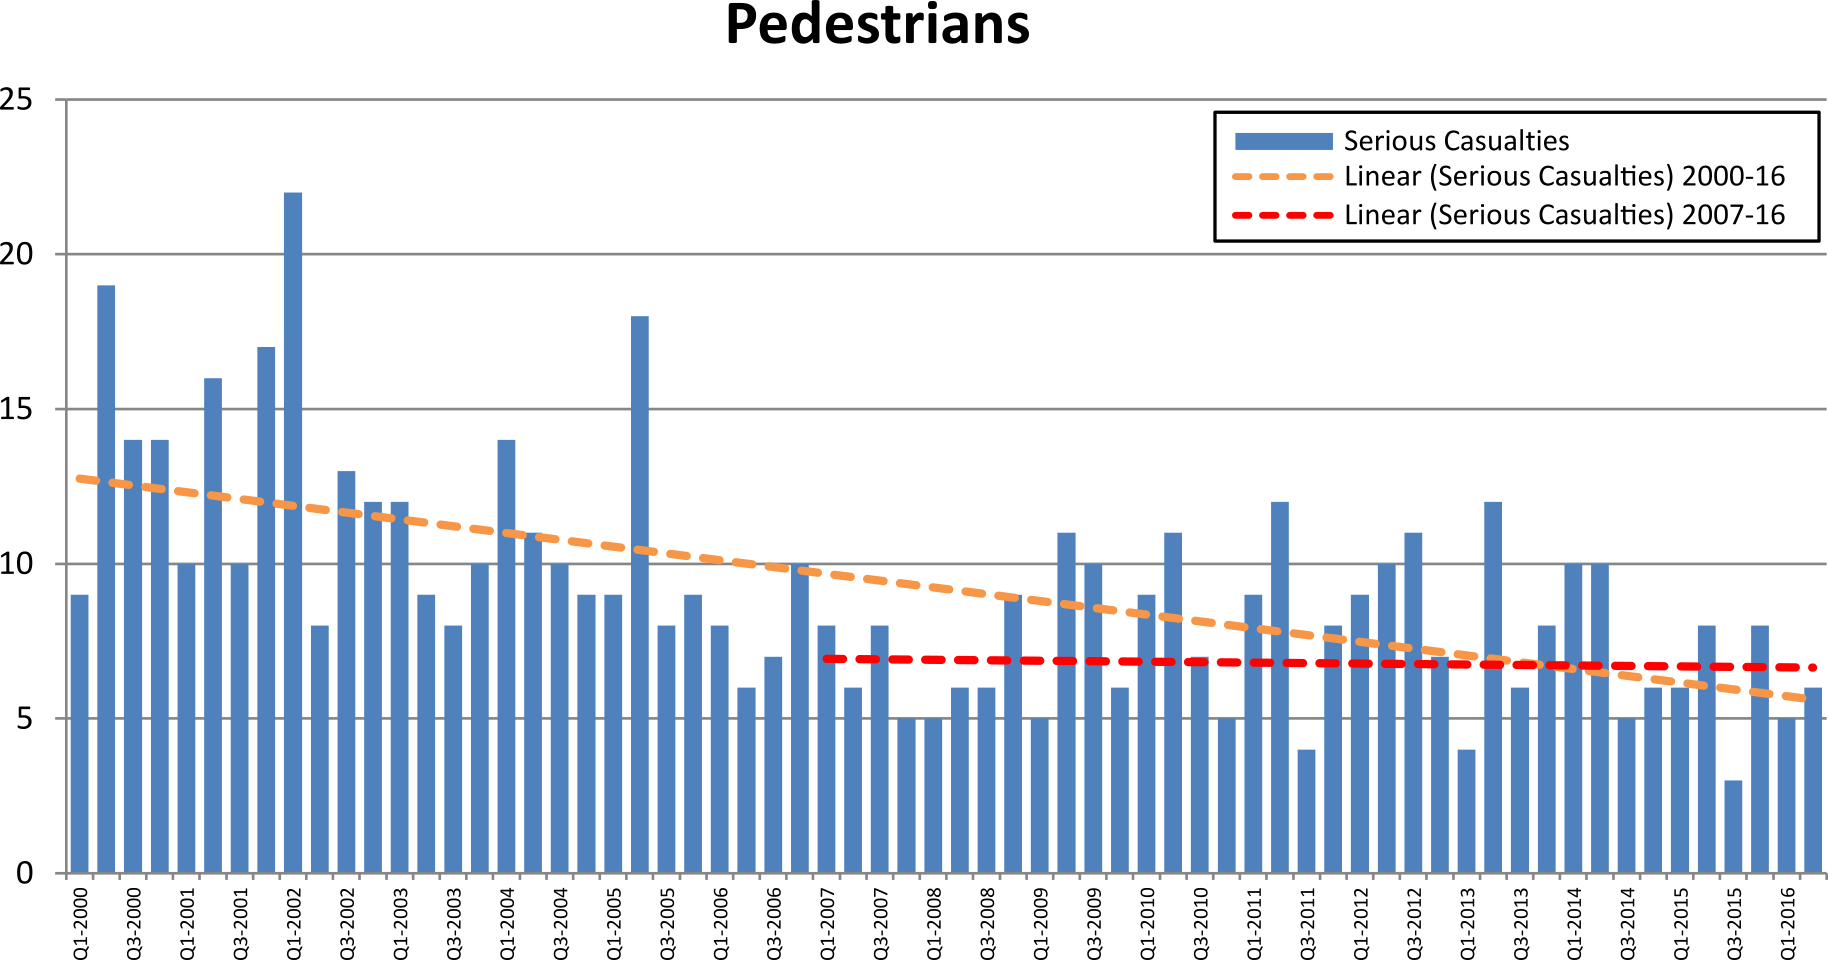 Pedestrians
25
20
15
10
5
0
Serious Casualties
Linear (Serious Casualties) 2000-16
Linear (Serious Casualties) 2007-16
Q1-2000
Q3-2000
Q1-2001
Q3-2001
Q1-2002
Q3-2002
Q1-2003
Q3-2003
Q1-2004
Q3-2004
Q1-2005
Q3-2005
Q1-2006
Q3-2006
Q1-2007
Q3-2007
Q1-2008
Q3-2008
Q1-2009
Q3-2009
Q1-2010
Q3-2010
Q1-2011
Q3-2011
Q1-2012
Q3-2012
Q1-2013
Q3-2013
Q1-2014
Q3-2014
Q1-2015
Q3-2015
Q1-2016